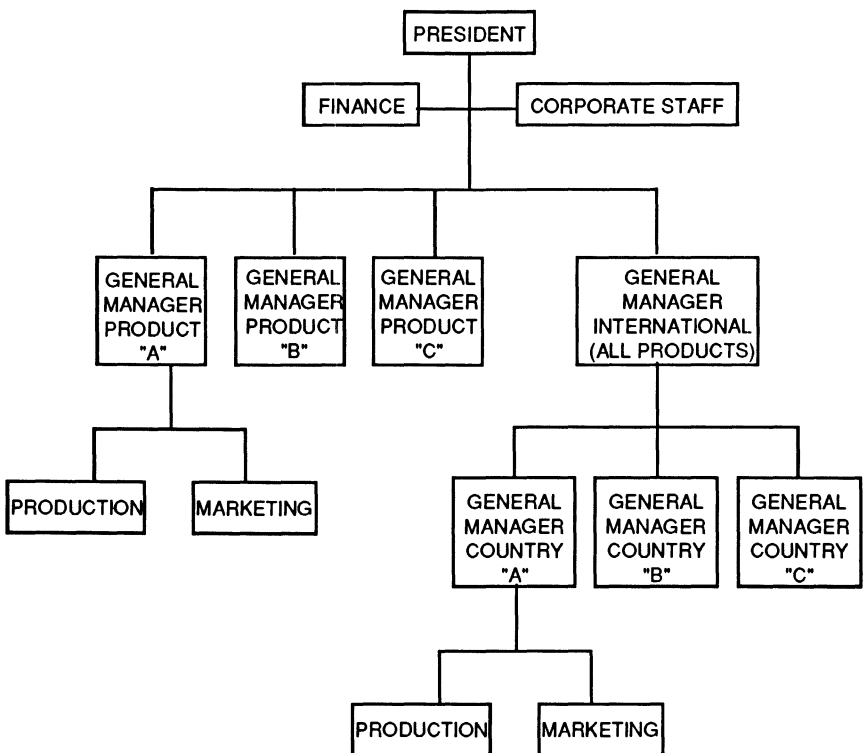 PRESIDENT
FINANCE
CORPORATE STAFF
GENERAL
MANAGER
PRODUCT
"A"
GENERAL
MANAGER
PRODUCT
"B"
GENERAL
MANAGER
PRODUCT
"C"
GENERAL
MANAGER
INTERNATIONAL
(ALL PRODUCTS)
PRODUCTION
MARKETING
GENERAL
MANAGER
COUNTRY
"A"
GENERAL
MANAGER
COUNTRY
"B"
GENERAL
MANAGER
COUNTRY
"C"
PRODUCTION
MARKETING